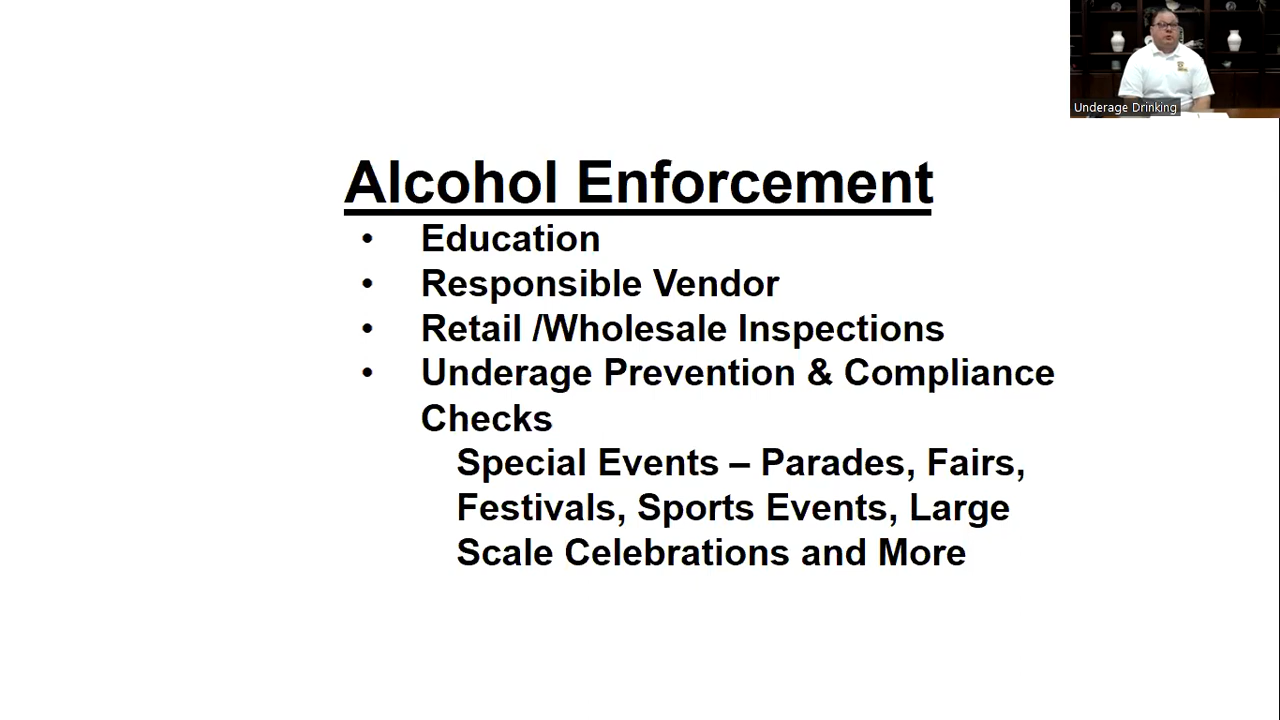 Underage Drinking
Alcohol Enforcement
• Education
• Responsible Vendor
• Retail /Wholesale Inspections
• Underage Prevention & Compliance
Checks
Special Events – Parades, Fairs,
Festivals, Sports Events, Large
Scale Celebrations and More